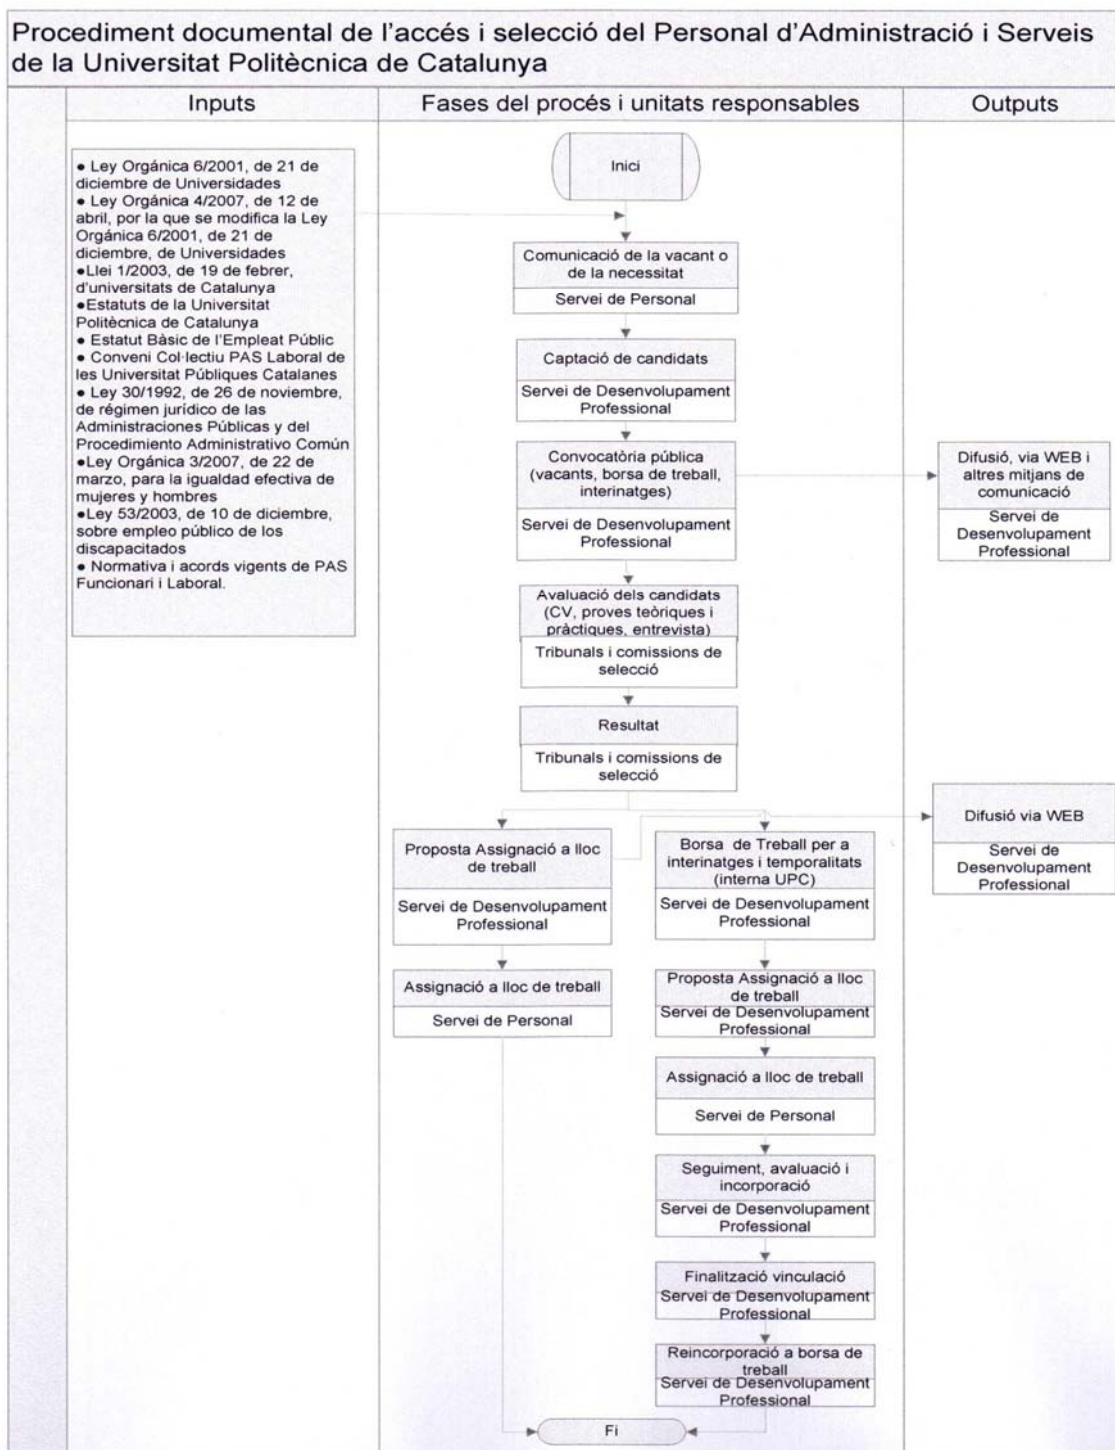 Procediment documental de l'accés i selecció del Personal d'Administració i Serveis
de la Universitat Politècnica de Catalunya
Inputs
Fases del procés i unitats responsables
Outputs
● Ley Orgánica 6/2001, de 21 de
diciembre de Universidades
● Ley Orgánica 4/2007, de 12 de
abril, por la que se modifica la Ley
Orgánica 6/2001, de 21 de
diciembre, de Universidades
●Llei 1/2003, de 19 de febrer,
d'universitats de Catalunya
●Estatuts de la Universitat
Politècnica de Catalunya
● Estatut Bàsic de l'Empleat Públic
● Conveni Col·lectiu PAS Laboral de
les Universitat Públiques Catalanes
● Ley 30/1992, de 26 de noviembre,
de régimen jurídico de las
Administraciones Públicas y del
Procedimiento Administrativo Común
●Ley Orgánica 3/2007, de 22 de
marzo, para la igualdad efectiva de
mujeres y hombres
●Ley 53/2003, de 10 de diciembre,
sobre empleo público de los
discapacitados
● Normativa i acords vigents de PAS
Funcionari i Laboral.
Inici
Comunicació de la vacant o
de la necessitat
Servei de Personal
Captació de candidats
Servei de Desenvolupament
Professional
Convocatòria pública
(vacants, borsa de treball,
interinatges)
Servei de Desenvolupament
Professional
Difusió, via WEB i
altres mitjans de
comunicació
Servei de
Desenvolupament
Professional
Avaluació dels candidats
(CV, proves teòriques i
pràctiques, entrevista)
Tribunals i comissions de
selecció
Resultat
Tribunals i comissions de
selecció
Difusió via WEB
Servei de
Desenvolupament
Professional
Proposta Assignació a lloc
de treball
Servei de Desenvolupament
Professional
Assignació a lloc de treball
Servei de Personal
Borsa de Treball per a
interinatges i temporalitats
(interna UPC)
Servei de Desenvolupament
Professional
Proposta Assignació a lloc
de treball
Servei de Desenvolupament
Professional
Assignació a lloc de treball
Servei de Personal
Seguiment, avaluació i
incorporació
Servei de Desenvolupament
Professional
Finalització vinculació
Servei de Desenvolupament
Professional
Reincorporació a borsa de
treball
Servei de Desenvolupament
Professional
Fi